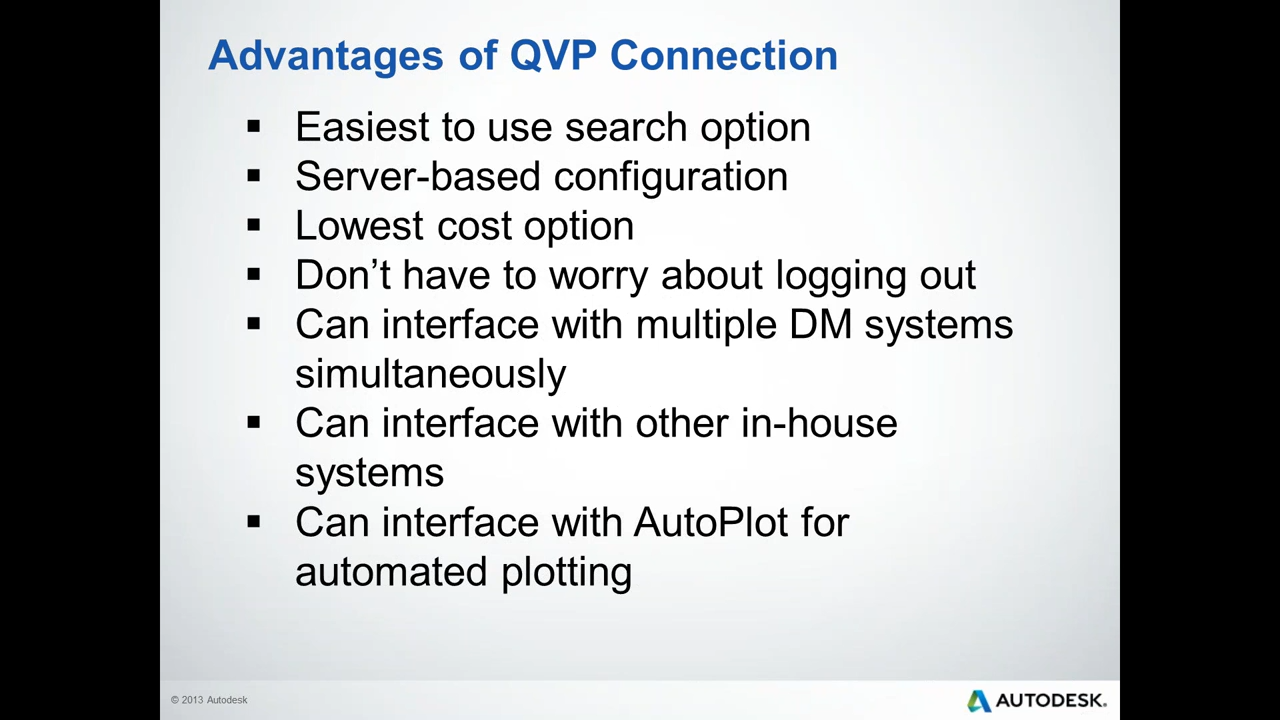 Advantages of QVP Connection
▪ Easiest to use search option
▪ Server-based configuration
▪ Lowest cost option
▪ Don’t have to worry about logging out
▪ Can interface with multiple DM systems
simultaneously
▪ Can interface with other in-house
systems
▪ Can interface with AutoPlot for
automated plotting
© 2013 Autodesk
AUTODESK.